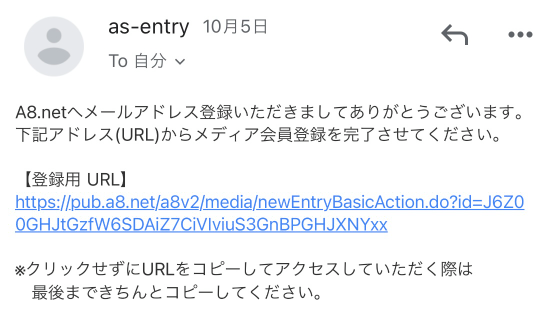 as-entry 10月5日
To 自分
A8.netへメールアドレス登録いただきましてありがとうございます。
下記アドレス(URL)からメディア会員登録を完了させてください。
【登録用 URL】
https://pub.a8.net/a8v2/media/newEntryBasicAction.do?id=J6Z0
0GHJtGzfW6SDAiZ7CiVIviuS3GnBPGHJXNYxx
※クリックせずにURLをコピーしてアクセスしていただく際は
最後まできちんとコピーしてください。